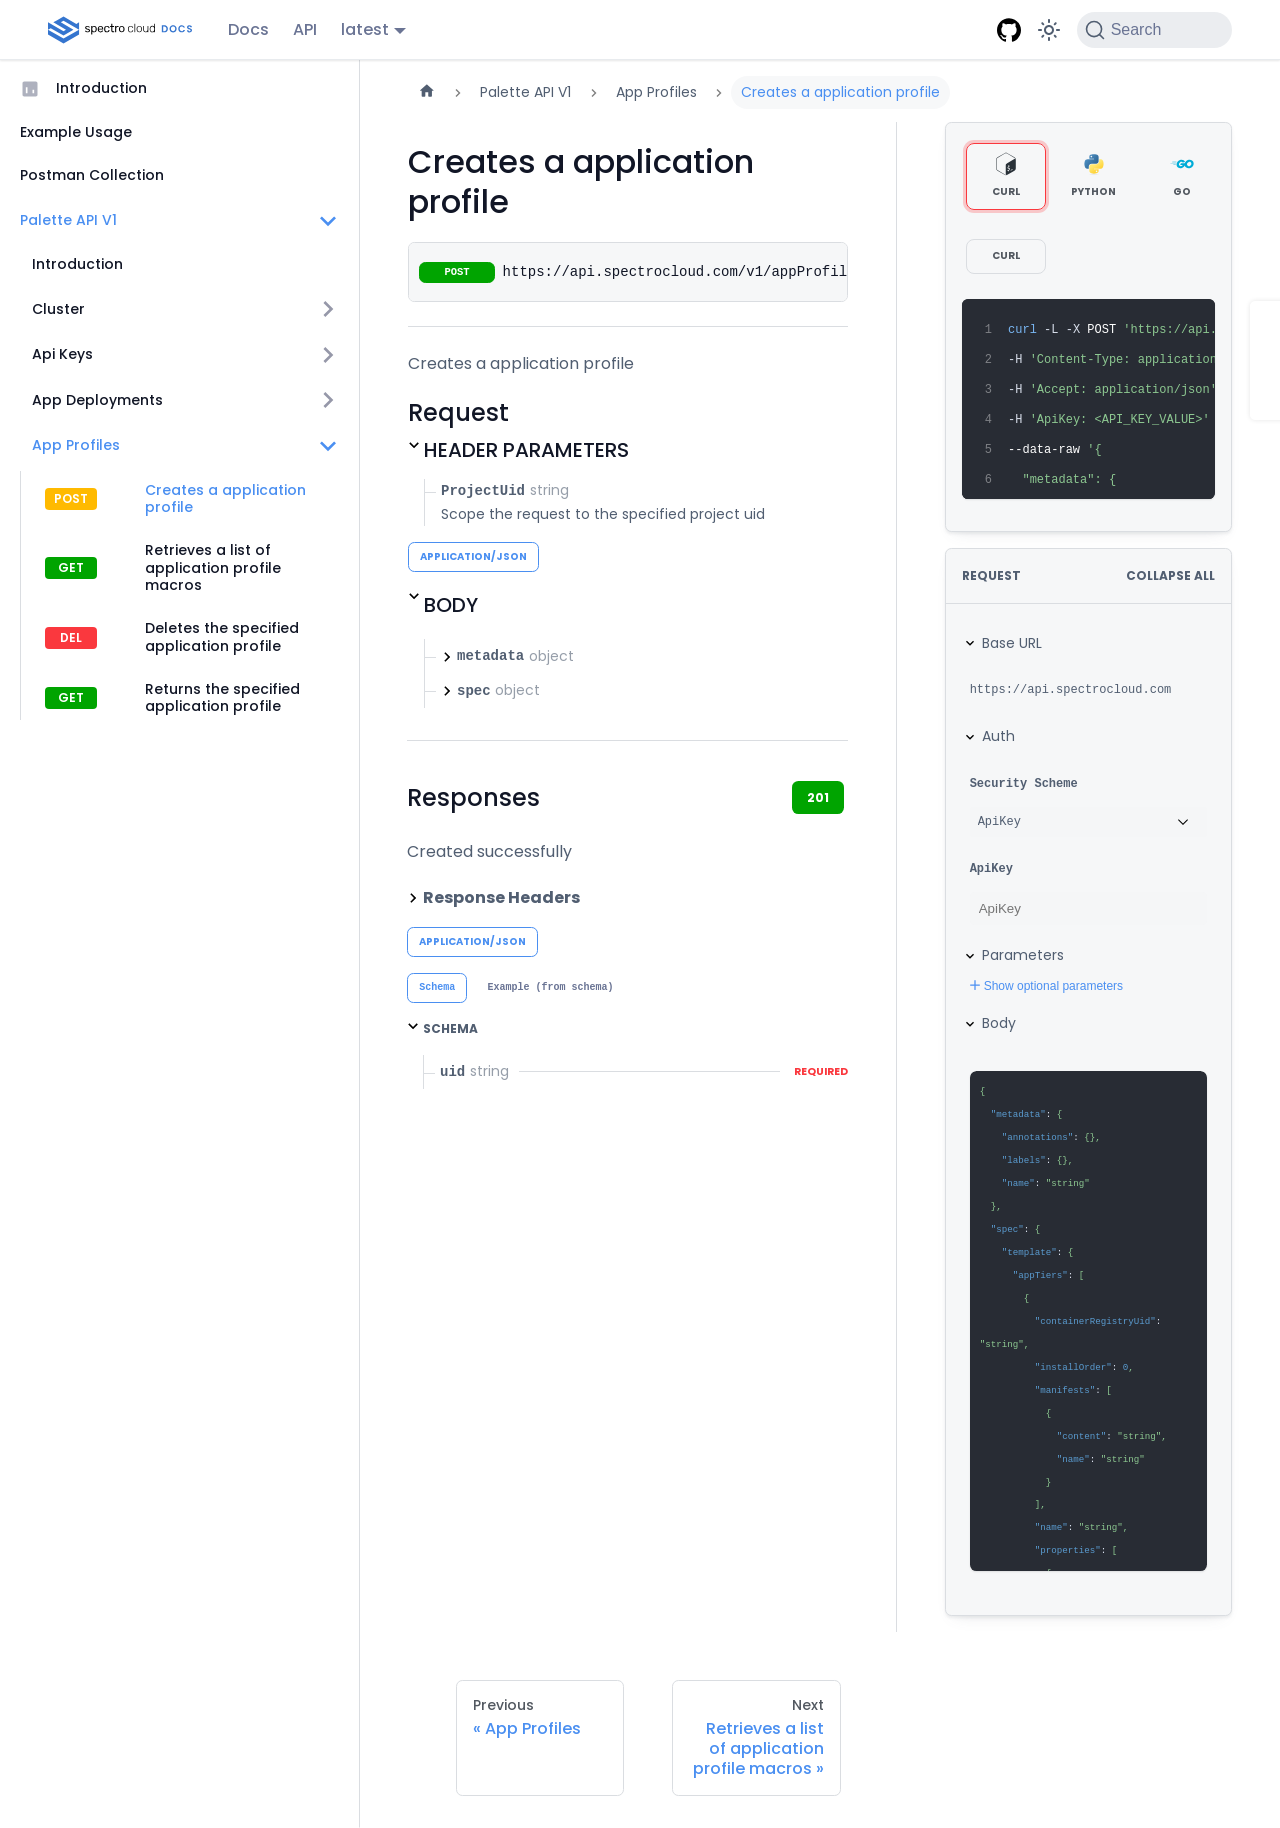 spectro cloud DOCS
Docs
API
latest
Search
Introduction
Example Usage
Postman Collection
Palette API V1
Introduction
Cluster
Api Keys
App Deployments
App Profiles
POST
Creates a application
profile
GET
Retrieves a list of
application profile
macros
DEL
Deletes the specified
application profile
GET
Returns the specified
application profile
Palette API V1
App Profiles
Creates a application profile
Creates a application
profile
POST
https://api.spectrocloud.com/v1/appProfil
Creates a application profile
Request
HEADER PARAMETERS
ProjectUid string
Scope the request to the specified project uid
APPLICATION/JSON
BODY
metadata object
spec object
Responses
201
Created successfully
Response Headers
APPLICATION/JSON
Schema
Example (from schema)
SCHEMA
uid string
REQUIRED
CURL
PYTHON
GO
GO
CURL
1 curl -L -X POST 'https://api.
2 -H 'Content-Type: application
3 -H 'Accept: application/json'
4 -H 'ApiKey: <API_KEY_VALUE>'
5 --data-raw '{
6 "metadata": {
REQUEST
COLLAPSE ALL
Base URL
https://api.spectrocloud.com
Auth
Security Scheme
ApiKey
ApiKey
ApiKey
Parameters
Show optional parameters
Body
{
"metadata": {
"annotations": {},
"labels": {},
"name": "string"
},
"spec": {
"template": {
"appTiers": [
{
"containerRegistryUid":
"string",
"installOrder": 0,
"manifests": [
{
"content": "string",
"name": "string"
}
],
"name": "string",
"properties": [
{
Previous
« App Profiles
Next
Retrieves a list
of application
profile macros »